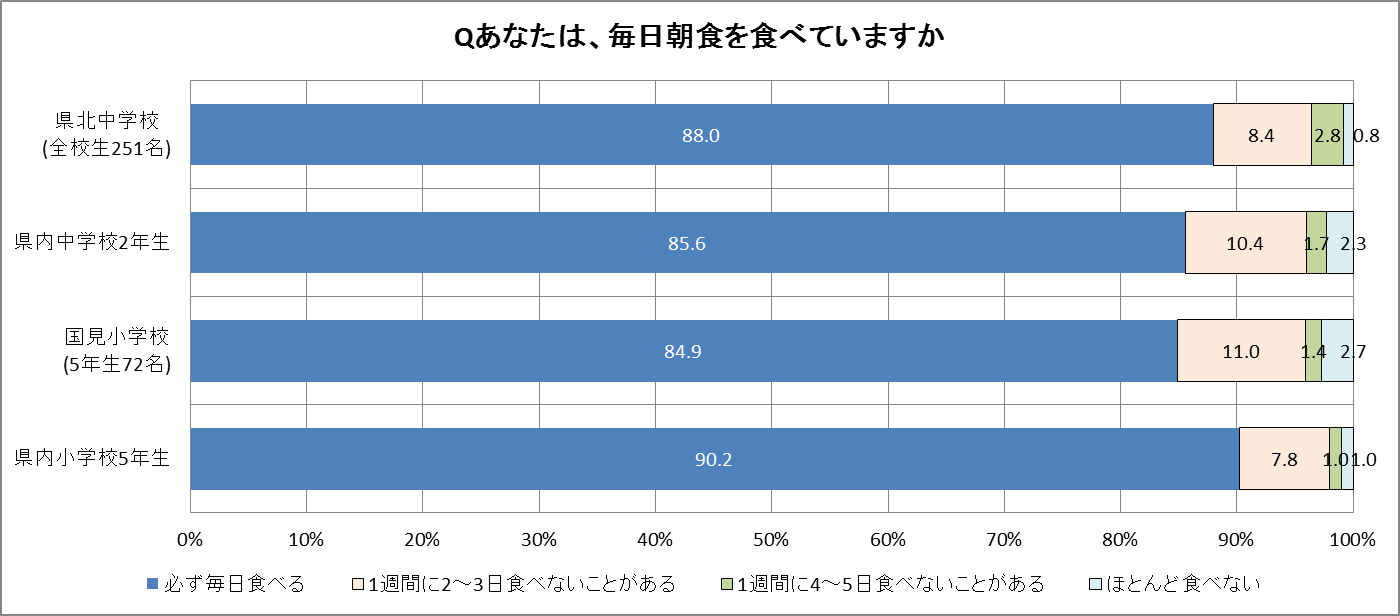 Qあなたは、毎日朝食を食べていますか
県北中学校
(全校生251名)
88.0 8.4 2.8 0.8
県内中学校2年生
85.6 10.4 1.7 2.3
国見小学校
(5年生72名)
84.9 11.0 1.4 2.7
県内小学校5年生
90.2 7.8 1.0 1.0
0% 10% 20% 30% 40% 50% 60% 70% 80% 90% 100%
必ず毎日食べる 1週間に2～3日食べないことがある 1週間に4～5日食べないことがある ほとんど食べない